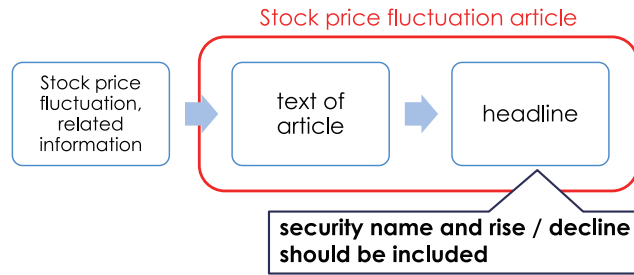 Stock price fluctuation article
Stock price
fluctuation,
related
information
text of
article
headline
security name and rise / decline
should be included